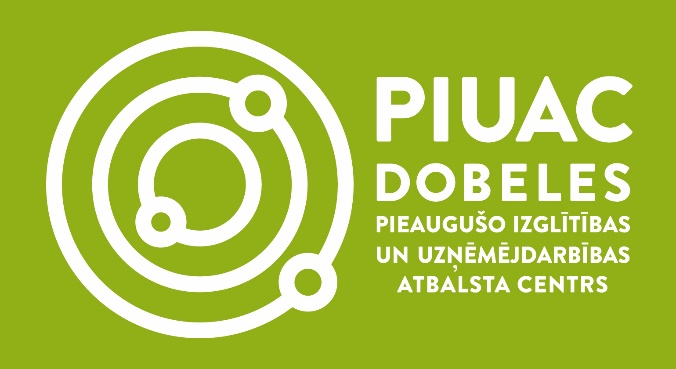 PIUAC
DOBELES
PIEAUGUŠO IZGLĪTĪBAS
UN UZŅĒMĒJDARBĪBAS
ATBALSTA CENTRS